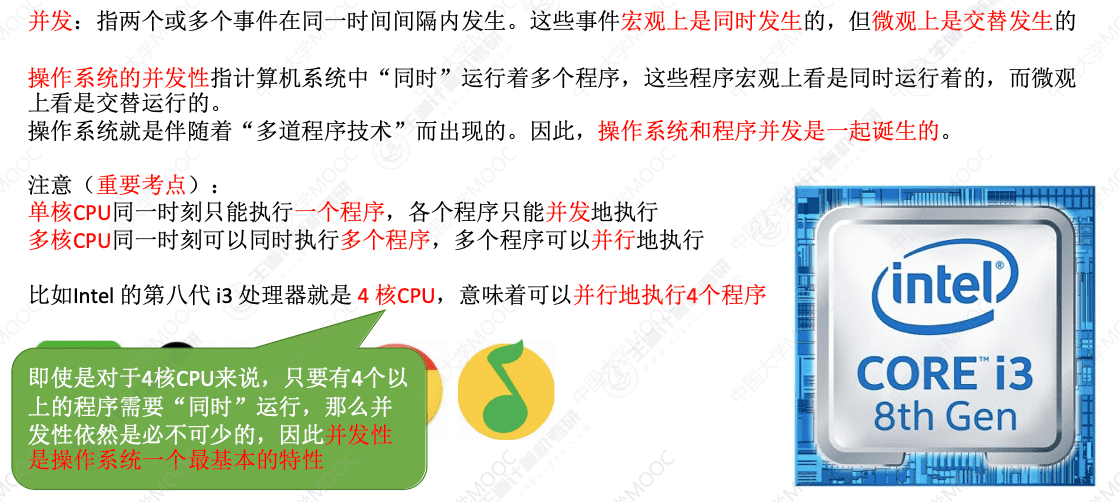 并发：指两个或多个事件在同一时间间隔内发生。这些事件宏观上是同时发生的，但微观上是交替发生的
操作系统的并发性指计算机系统中“同时”运行着多个程序，这些程序宏观上看是同时运行着的，而微观
上看是交替运行的。
操作系统就是伴随着“多道程序技术”而出现的。因此，操作系统和程序并发是一起诞生的。
注意（重要考点）：
单核CPU同一时刻只能执行一个程序，各个程序只能并发地执行
多核CPU同一时刻可以同时执行多个程序，多个程序可以并行地执行
比如Intel 的第八代 i3 处理器就是 4 核CPU，意味着可以并行地执行4个程序
即使是对于4核CPU来说，只要有4个以
上的程序需要“同时”运行，那么并
发性依然是必不可少的，因此并发性
是操作系统一个最基本的特性
intel®
CORE™ i3
8th Gen